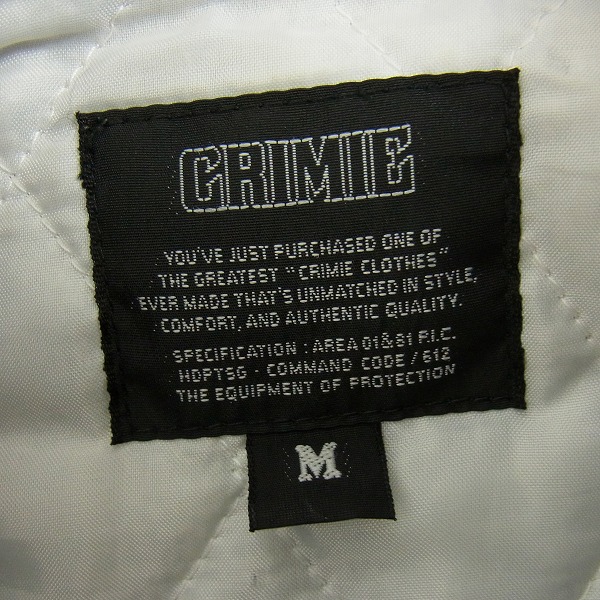 CRIMIE
YOU'VE JUST PURCHASED ONE OF
THE GREATEST "CRIMIE CLOTHES"
EVER MADE THAT'S UNMATCHED IN STYLE,
COMFORT, AND AUTHENTIC QUALITY.
SPECIFICATION : AREA 01&81 P.I.C.
HDPTSG - COMMAND CODE / 612
THE EQUIPMENT OF PROTECTION
M